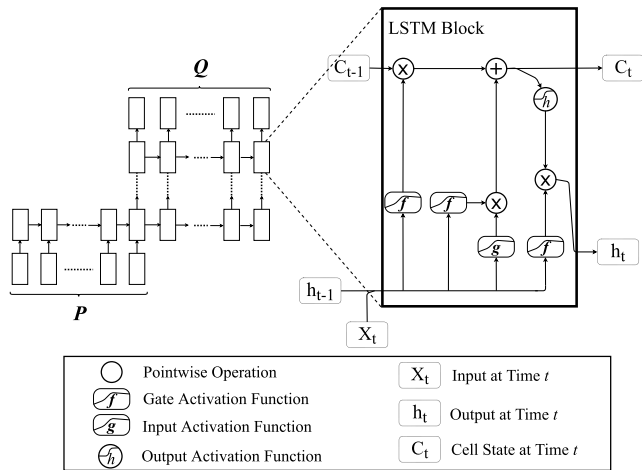 LSTM Block
Q
C_{t-1}
X
+
C_t
h
X
f
f
X
g
f
h_t
P
h_{t-1}
X_t
Pointwise Operation
f Gate Activation Function
g Input Activation Function
h Output Activation Function
X_t Input at Time t
h_t Output at Time t
C_t Cell State at Time t